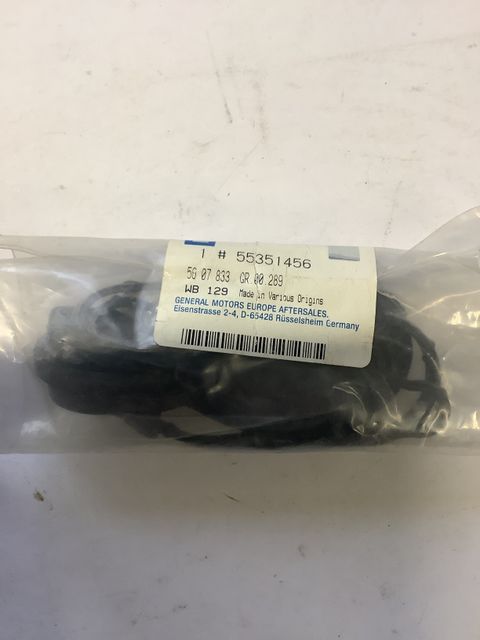 1 # 55351456
56 07 833 GR.00.289
WB 129 Made in Various Origins
GENERAL MOTORS EUROPE AFTERSALES.
Eisenstrasse 2-4, D-65428 Rüsselsheim Germany